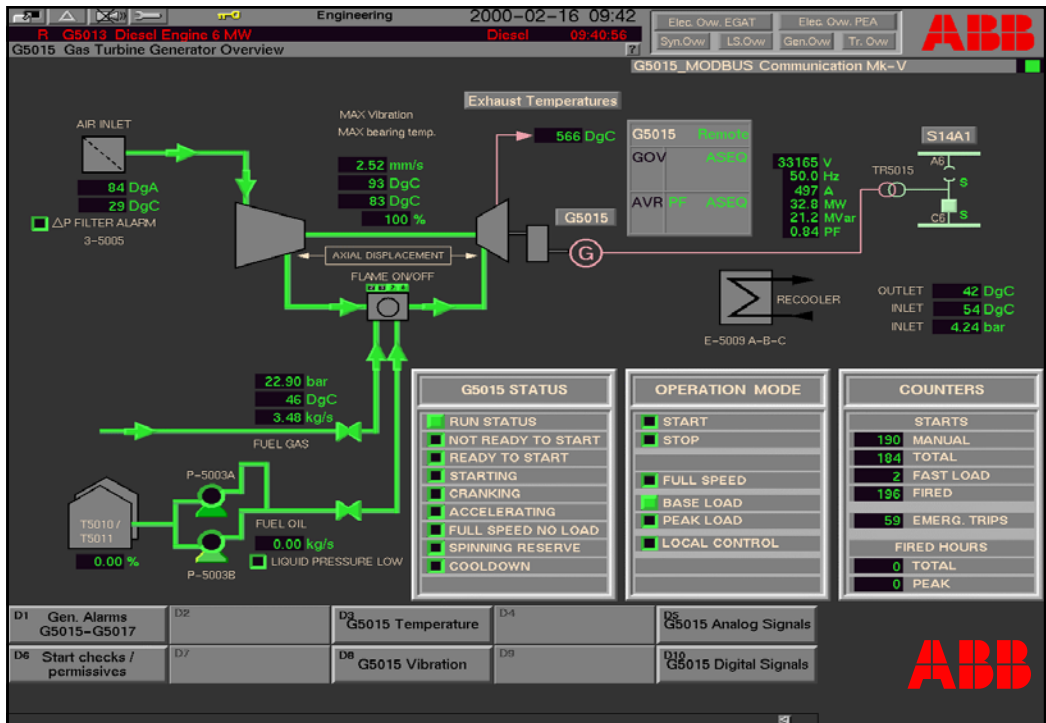 Engineering 2000-02-16 09:42
R G5013 Diesel Engine 6 MW Diesel 09:40:56
G5015 Gas Turbine Generator Overview ?
Elec. Ovw. EGAT Elec. Ovw. PEA
Syn.Ovw LS.Ovw Gen.Ovw Tr. Ovw
ABB
G5015_MODBUS Communication Mk-V
Exhaust Temperatures
566 DgC
AIR INLET
84 DgA
29 DgC
△P FILTER ALARM
3-5005
MAX Vibration
MAX bearing temp.
2.52 mm/s
93 DgC
83 DgC
100 %
AXIAL DISPLACEMENT
FLAME ON/OFF
G5015
G
G5015 Remote
GOV ASEQ
AVR PF ASEQ
33165 V
50.0 Hz
497 A
32.8 MW
21.2 MVar
0.84 PF
TR5015
S14A1
A6
S
C6 S
RECOOLER
E-5009 A-B-C
OUTLET 42 DgC
INLET 54 DgC
INLET 4.24 bar
22.90 bar
46 DgC
3.48 kg/s
FUEL GAS
P-5003A
T5010 /
T5011
0.00 %
P-5003B
FUEL OIL
0.00 kg/s
LIQUID PRESSURE LOW
G5015 STATUS
RUN STATUS
NOT READY TO START
READY TO START
STARTING
CRANKING
ACCELERATING
FULL SPEED NO LOAD
SPINNING RESERVE
COOLDOWN
OPERATION MODE
START
STOP
FULL SPEED
BASE LOAD
PEAK LOAD
LOCAL CONTROL
COUNTERS
STARTS
190 MANUAL
184 TOTAL
2 FAST LOAD
196 FIRED
59 EMERG. TRIPS
FIRED HOURS
0 TOTAL
0 PEAK
D1 Gen. Alarms
G5015-G5017
D2
D3
G5015 Temperature
D4
D5
G5015 Analog Signals
D6 Start checks /
permissives
D7
D8 G5015 Vibration
D9
D10
G5015 Digital Signals
ABB